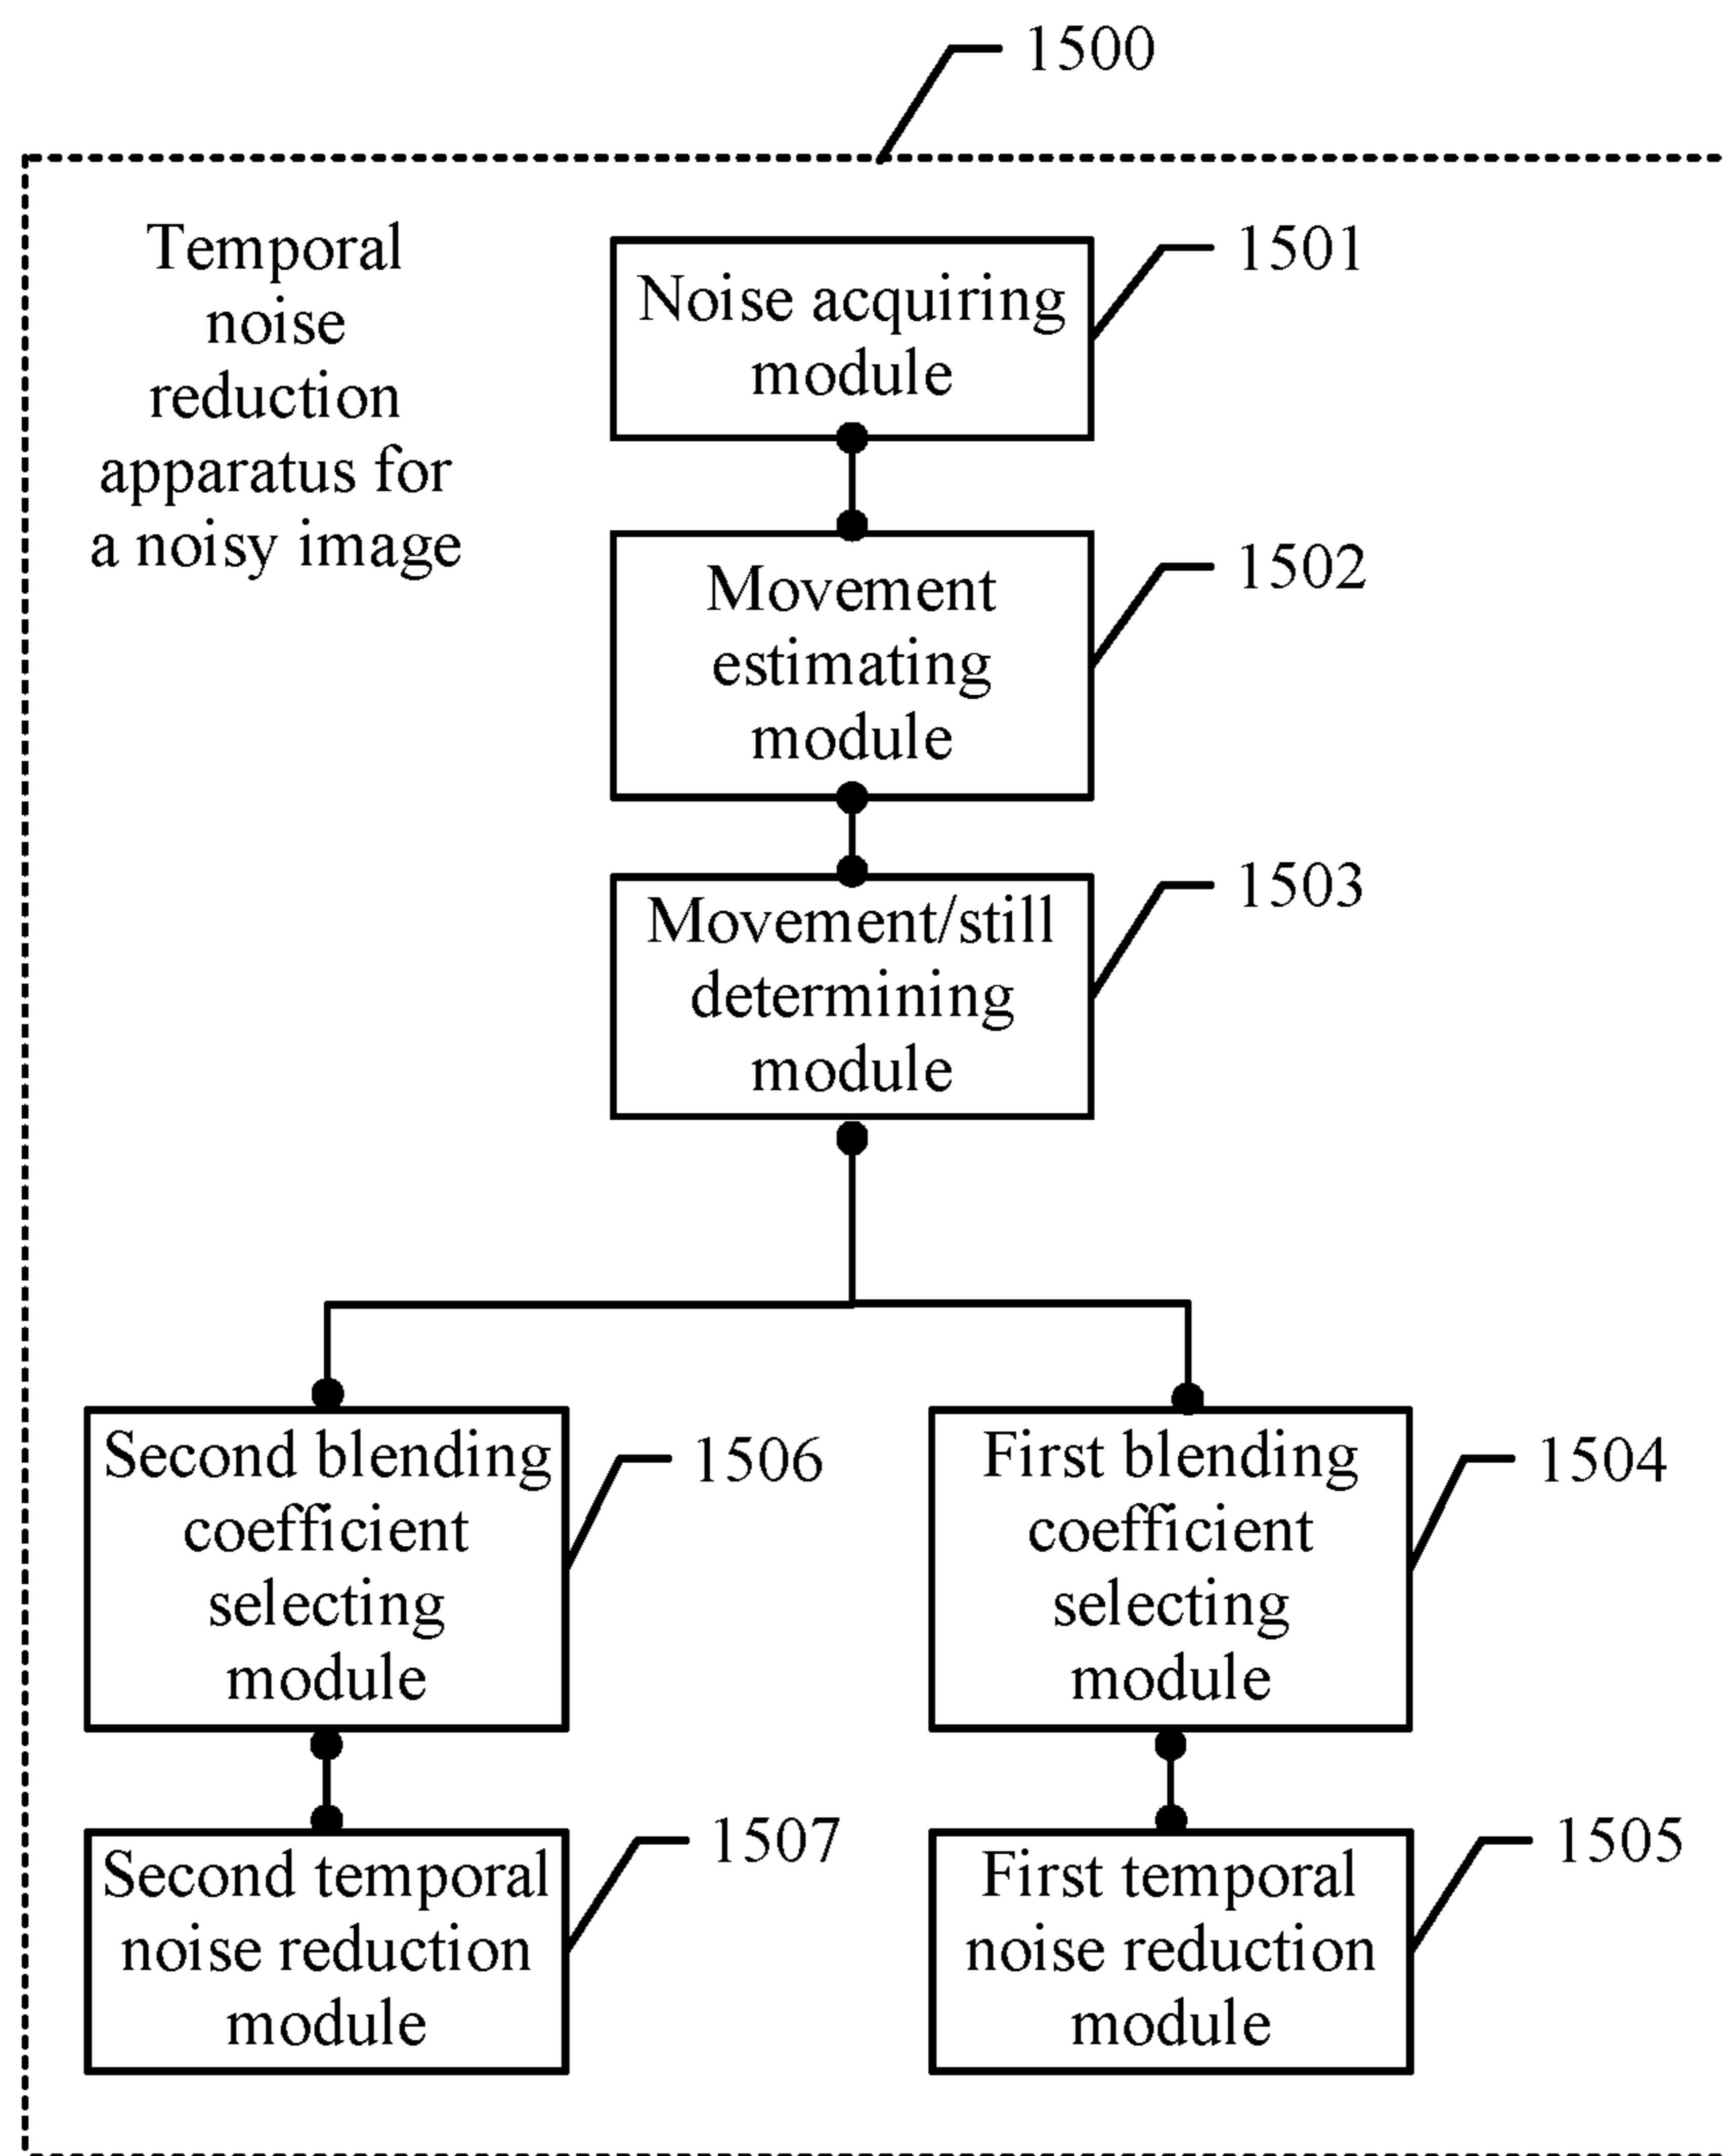 1500
Temporal
noise
reduction
apparatus for
a noisy image
Noise acquiring
module
1501
Movement
estimating
module
1502
Movement/still
determining
module
1503
Second blending
coefficient
selecting
module
1506
First blending
coefficient
selecting
module
1504
Second temporal
noise reduction
module
1507
First temporal
noise reduction
module
1505